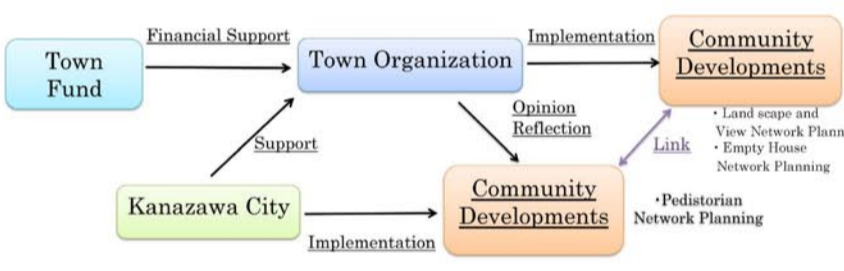 Financial Support
Town
Fund
Town Organization
Implementation
Community
Developments
Support
Opinion
Reflection
Link
・Land scape and
View Network Plann
・Empty House
Network Planning
Kanazawa City
Implementation
Community
Developments
・Pedistorian
Network Planning